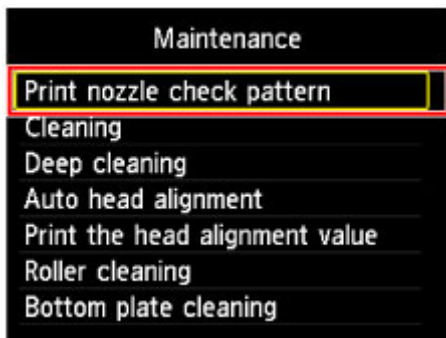 Maintenance
Print nozzle check pattern
Cleaning
Deep cleaning
Auto head alignment
Print the head alignment value
Roller cleaning
Bottom plate cleaning